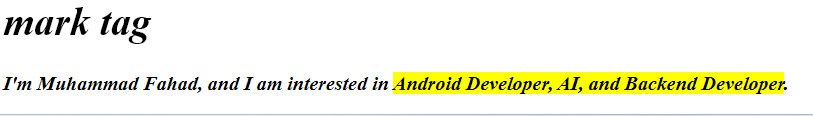 mark tag
I'm Muhammad Fahad, and I am interested in Android Developer, AI, and Backend Developer.